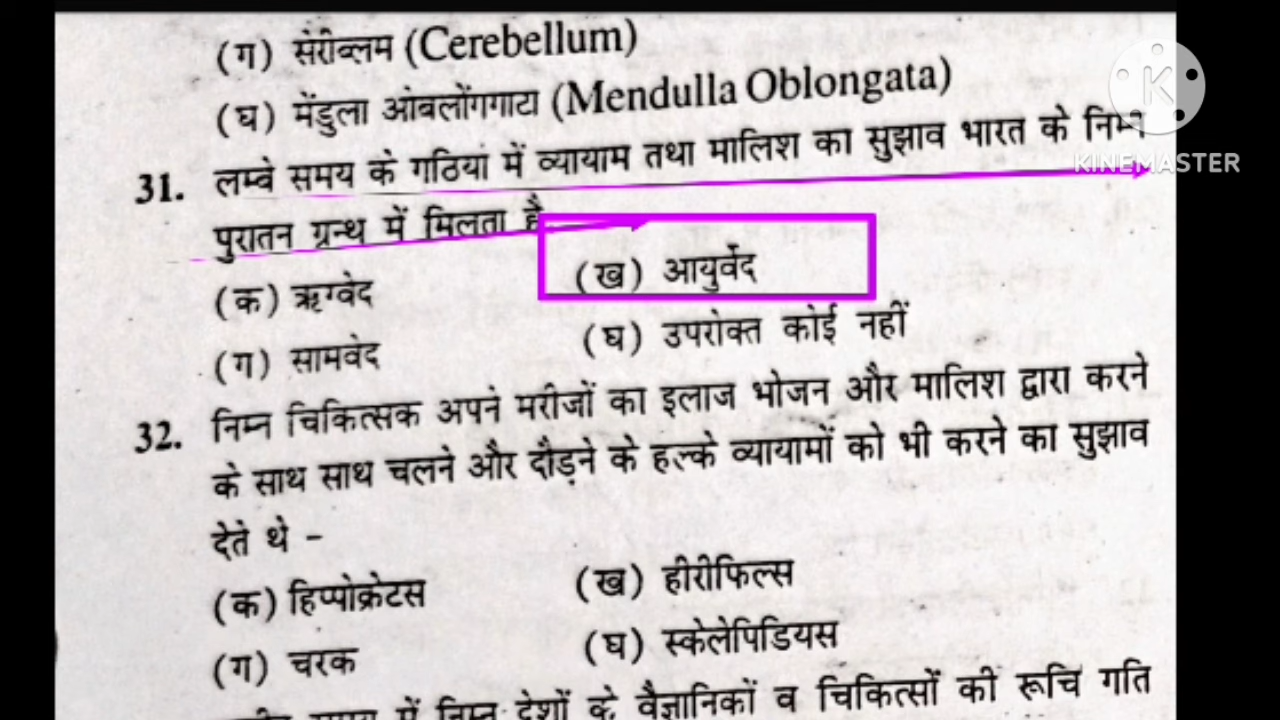 (ग) सेरीब्लम (Cerebellum)
(घ) मेंडुला ओबलोंगगाटा (Mendulla Oblongata)
31. लम्बे समय के गठियां में व्यायाम तथा मालिश का सुझाव भारत के निम्न
पुरातन ग्रन्थ में मिलता है
(क) ऋग्वेद (ख) आयुर्वेद
(ग) सामवेद (घ) उपरोक्त कोई नहीं
32. निम्न चिकित्सक अपने मरीजों का इलाज भोजन और मालिश द्वारा करने
के साथ साथ चलने और दौड़ने के हल्के व्यायामों को भी करने का सुझाव
देते थे -
(क) हिप्पोक्रेटस (ख) हीरीफिल्स
(ग) चरक (घ) स्केलेपिडियस
में निम्न देशों के वैज्ञानिकों व चिकित्सों की रूचि गति
K
KINEMASTER